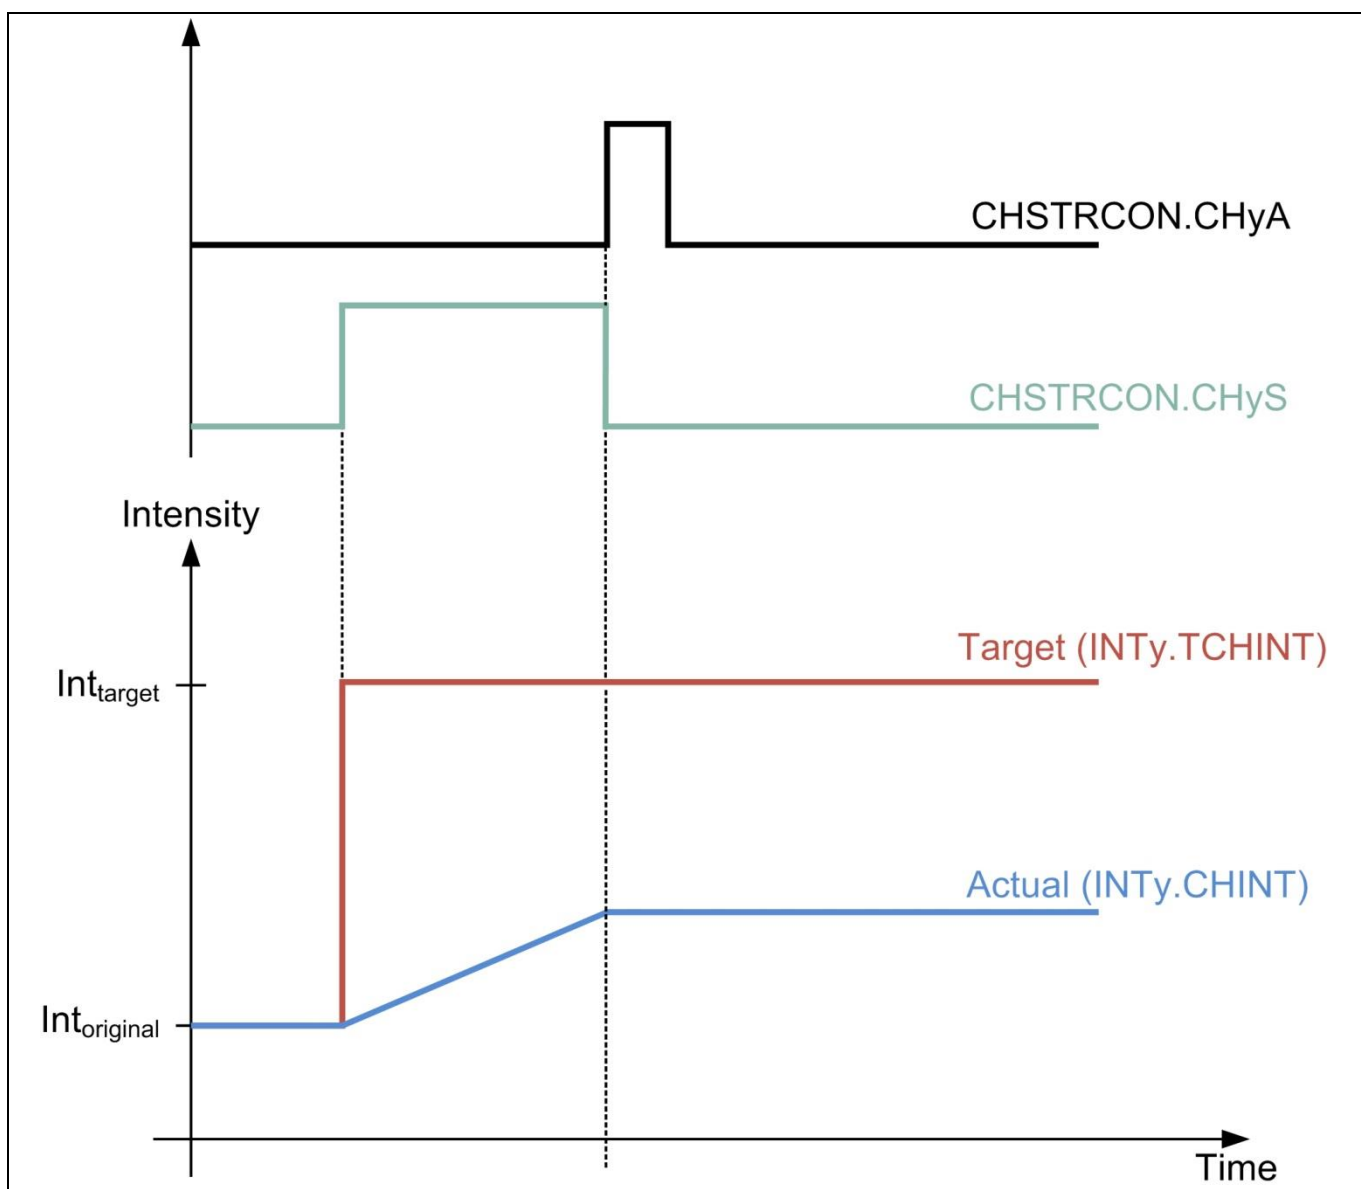 CHSTRCON.CHyA
CHSTRCON.CHyS
Intensity
Target (INTy.TCHINT)
Inttarget
Actual (INTy.CHINT)
Intoriginal
Time